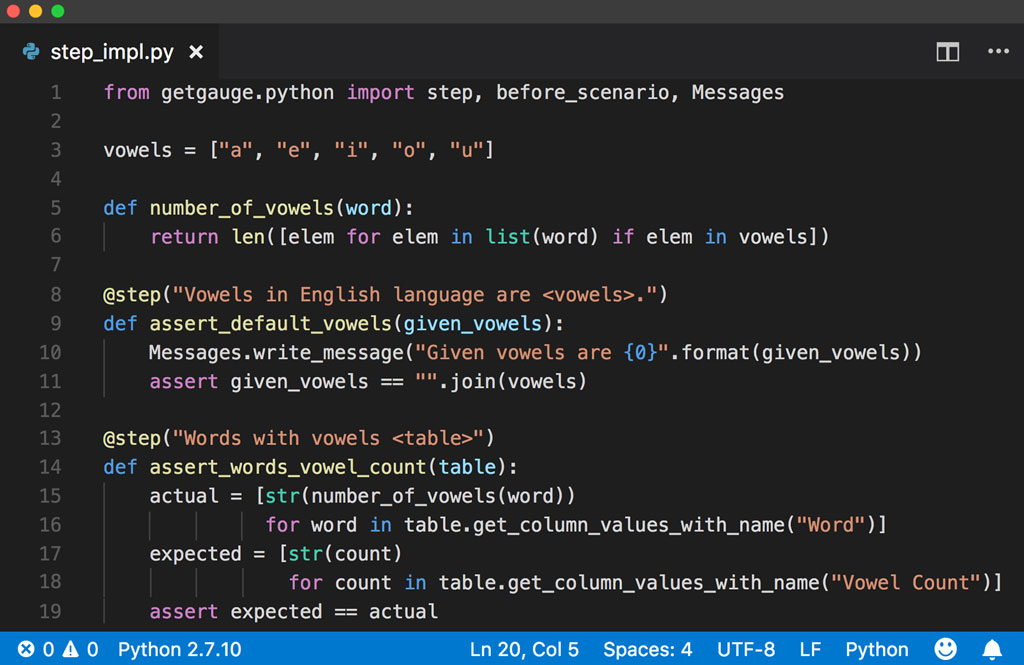 step_impl.py ×
1 from getgauge.python import step, before_scenario, Messages
2
3 vowels = ["a", "e", "i", "o", "u"]
4
5 def number_of_vowels(word):
6     return len([elem for elem in list(word) if elem in vowels])
7
8 @step("Vowels in English language are <vowels>.")
9 def assert_default_vowels(given_vowels):
10     Messages.write_message("Given vowels are {0}".format(given_vowels))
11     assert given_vowels == "".join(vowels)
12
13 @step("Words with vowels <table>")
14 def assert_words_vowel_count(table):
15     actual = [str(number_of_vowels(word))
16               for word in table.get_column_values_with_name("Word")]
17     expected = [str(count)
18                 for count in table.get_column_values_with_name("Vowel Count")]
19     assert expected == actual
0 0 Python 2.7.10 Ln 20, Col 5 Spaces: 4 UTF-8 LF Python